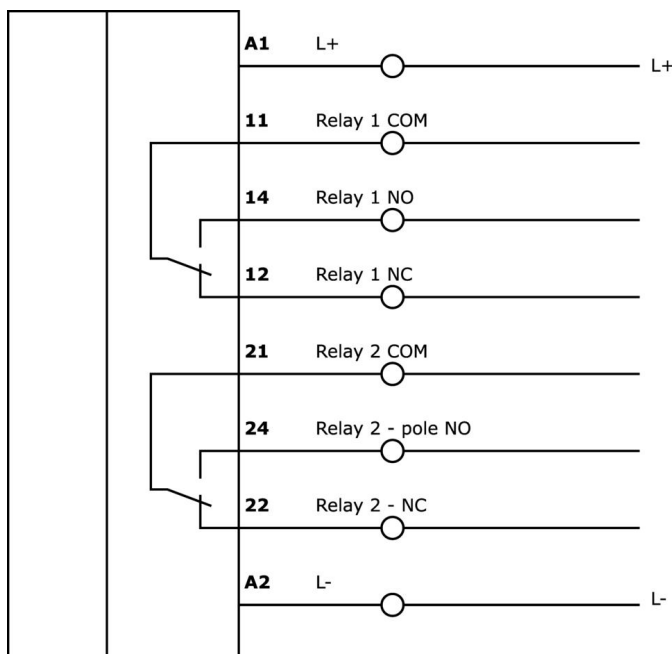 A1 L+
L+
11 Relay 1 COM
14 Relay 1 NO
12 Relay 1 NC
21 Relay 2 COM
24 Relay 2 - pole NO
22 Relay 2 - NC
A2 L-
L-